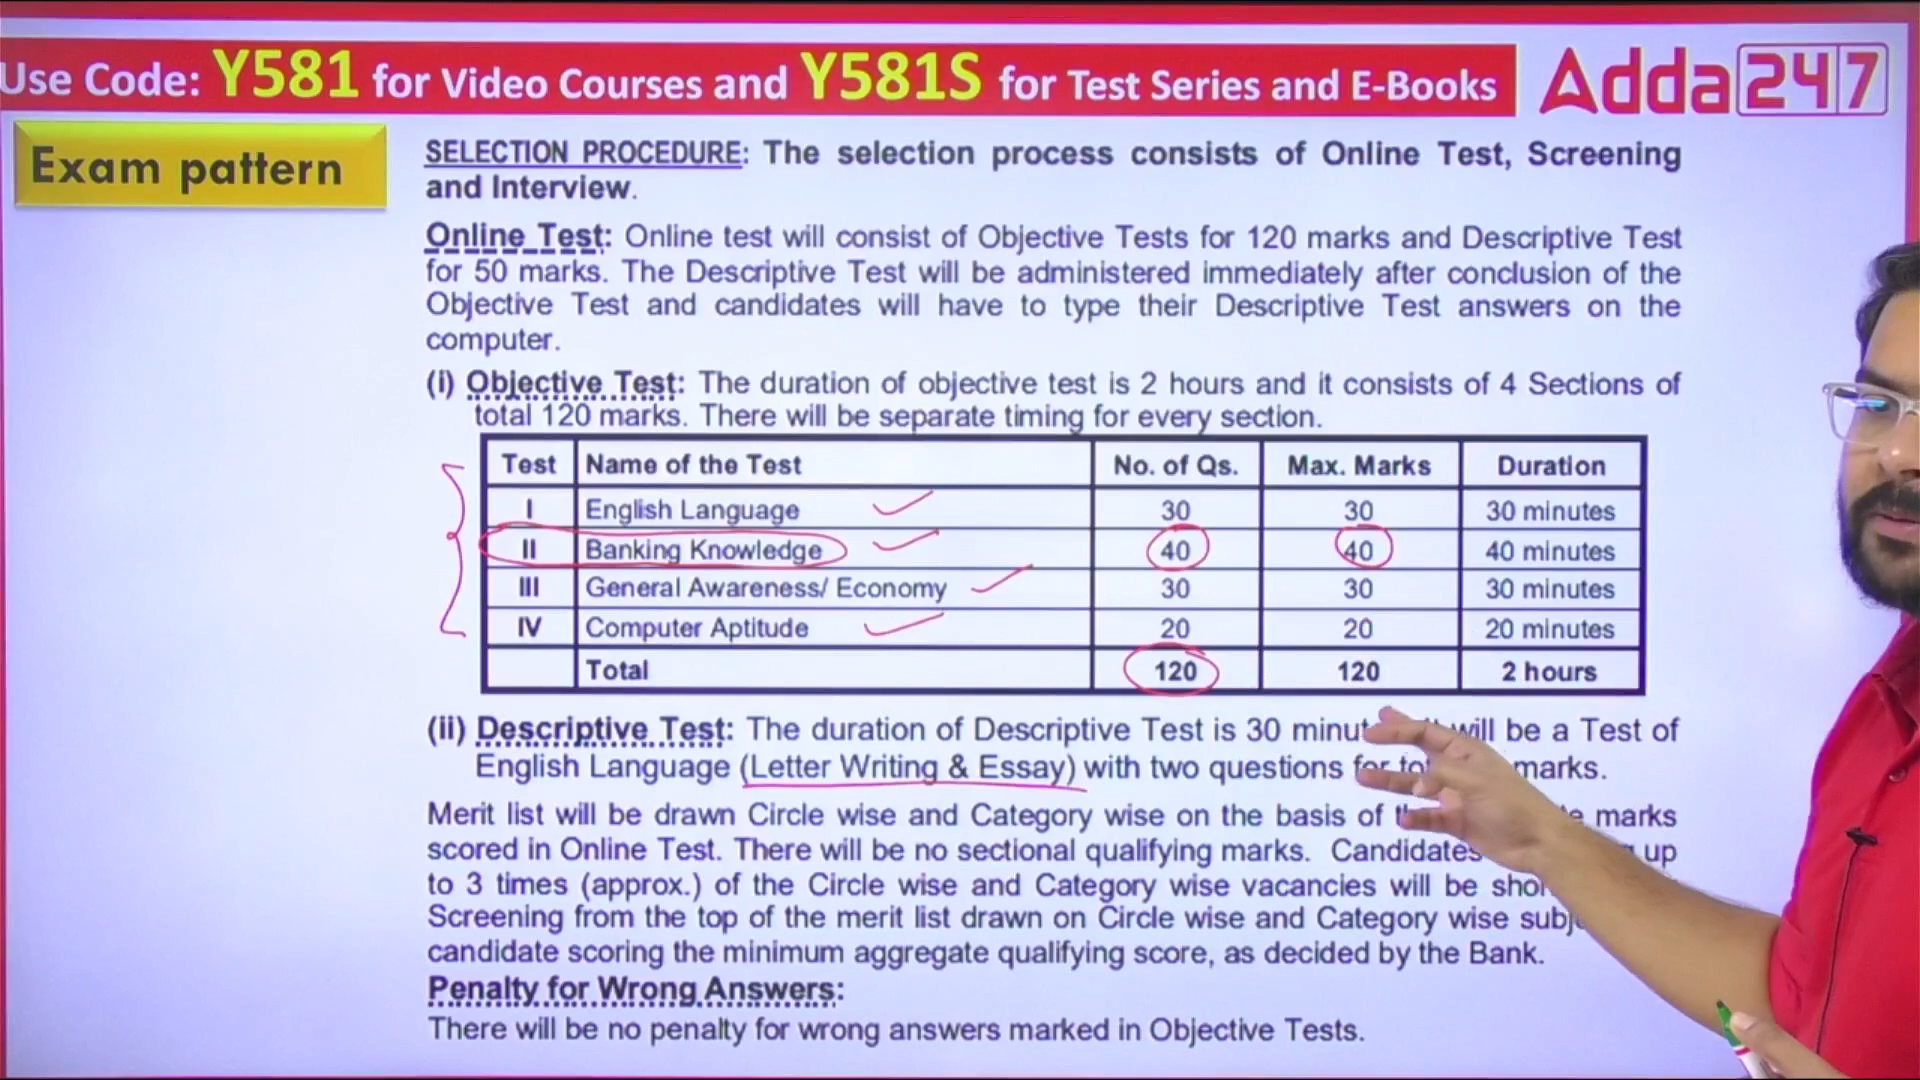 Use Code: Y581 for Video Courses and Y581S for Test Series and E-Books
Adda247
Exam pattern
SELECTION PROCEDURE: The selection process consists of Online Test, Screening
and Interview.
Online Test: Online test will consist of Objective Tests for 120 marks and Descriptive Test
for 50 marks. The Descriptive Test will be administered immediately after conclusion of the
Objective Test and candidates will have to type their Descriptive Test answers on the
computer.
(i) Objective Test: The duration of objective test is 2 hours and it consists of 4 Sections of
total 120 marks. There will be separate timing for every section.
Test Name of the Test No. of Qs. Max. Marks Duration
I English Language 30 30 30 minutes
II Banking Knowledge 40 40 40 minutes
III General Awareness/ Economy 30 30 30 minutes
IV Computer Aptitude 20 20 20 minutes
Total 120 120 2 hours
(ii) Descriptive Test: The duration of Descriptive Test is 30 will be a Test of
English Language (Letter Writing & Essay) with two questions for marks.
Merit list will be drawn Circle wise and Category wise on the basis of marks
scored in Online Test. There will be no sectional qualifying marks. Candidates up
to 3 times (approx.) of the Circle wise and Category wise vacancies will be
Screening from the top of the merit list drawn on Circle wise and Category wise
candidate scoring the minimum aggregate qualifying score, as decided by the Bank.
Penalty for Wrong Answers:
There will be no penalty for wrong answers marked in Objective Tests.